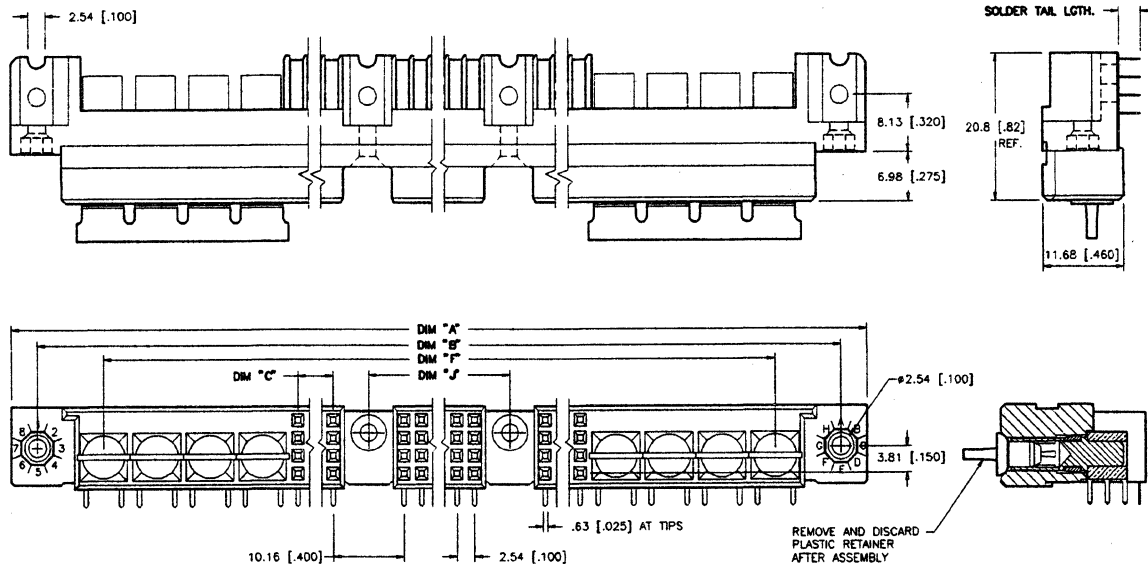 2.54 [.100]
SOLDER TAIL LGTH.
8.13 [.320]
20.8 [.82]
REF.
6.98 [.275]
11.68 [.460]
DIM "A"
DIM "B"
DIM "F"
DIM "C"
DIM "J"
ø2.54 [.100]
8 2
7 3
6 4
5
H B
G
F D
E
3.81 [.150]
.63 [.025] AT TIPS
10.16 [.400]
2.54 [.100]
REMOVE AND DISCARD
PLASTIC RETAINER
AFTER ASSEMBLY